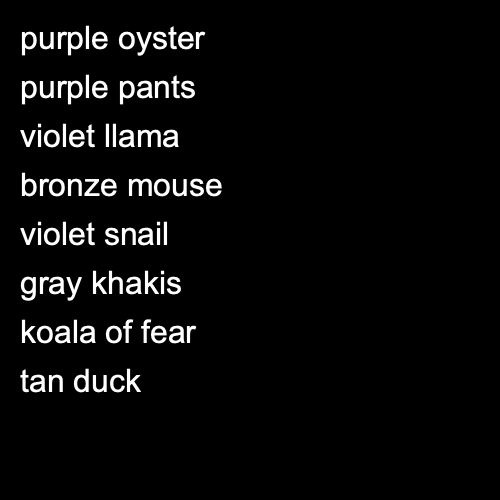 purple oyster
purple pants
violet llama
bronze mouse
violet snail
gray khakis
koala of fear
tan duck